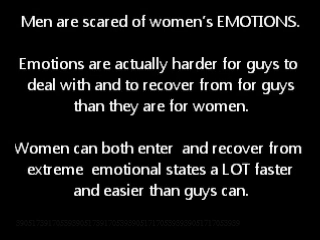 Men are scared of women's EMOTIONS.
Emotions are actually harder for guys to
deal with and to recover from for guys
than they are for women.
Women can both enter and recover from
extreme emotional states a LOT faster
and easier than guys can.